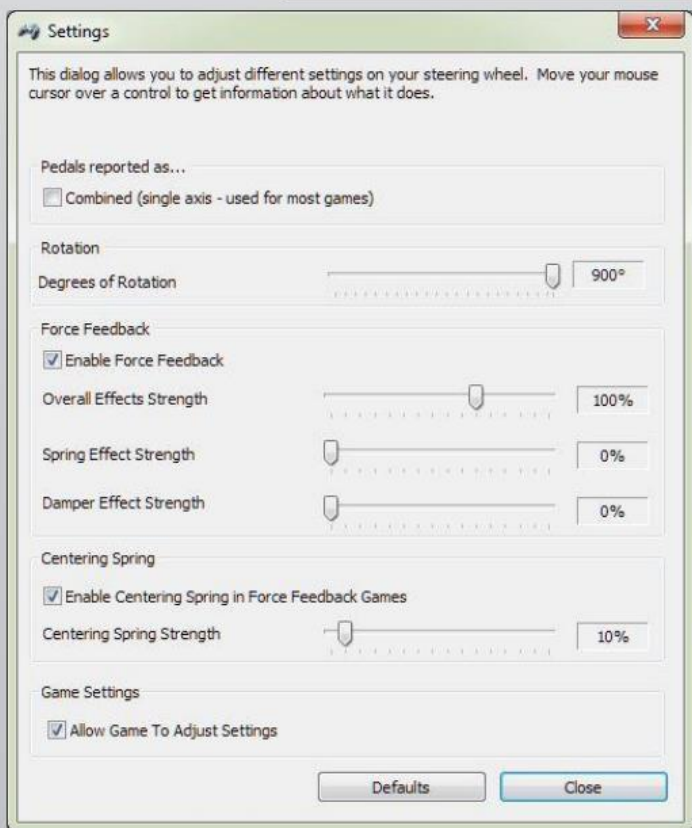 Settings
This dialog allows you to adjust different settings on your steering wheel.  Move your mouse
cursor over a control to get information about what it does.
Pedals reported as...
Combined (single axis - used for most games)
Rotation
Degrees of Rotation 900°
Force Feedback
Enable Force Feedback
Overall Effects Strength 100%
Spring Effect Strength 0%
Damper Effect Strength 0%
Centering Spring
Enable Centering Spring in Force Feedback Games
Centering Spring Strength 10%
Game Settings
Allow Game To Adjust Settings
Defaults Close